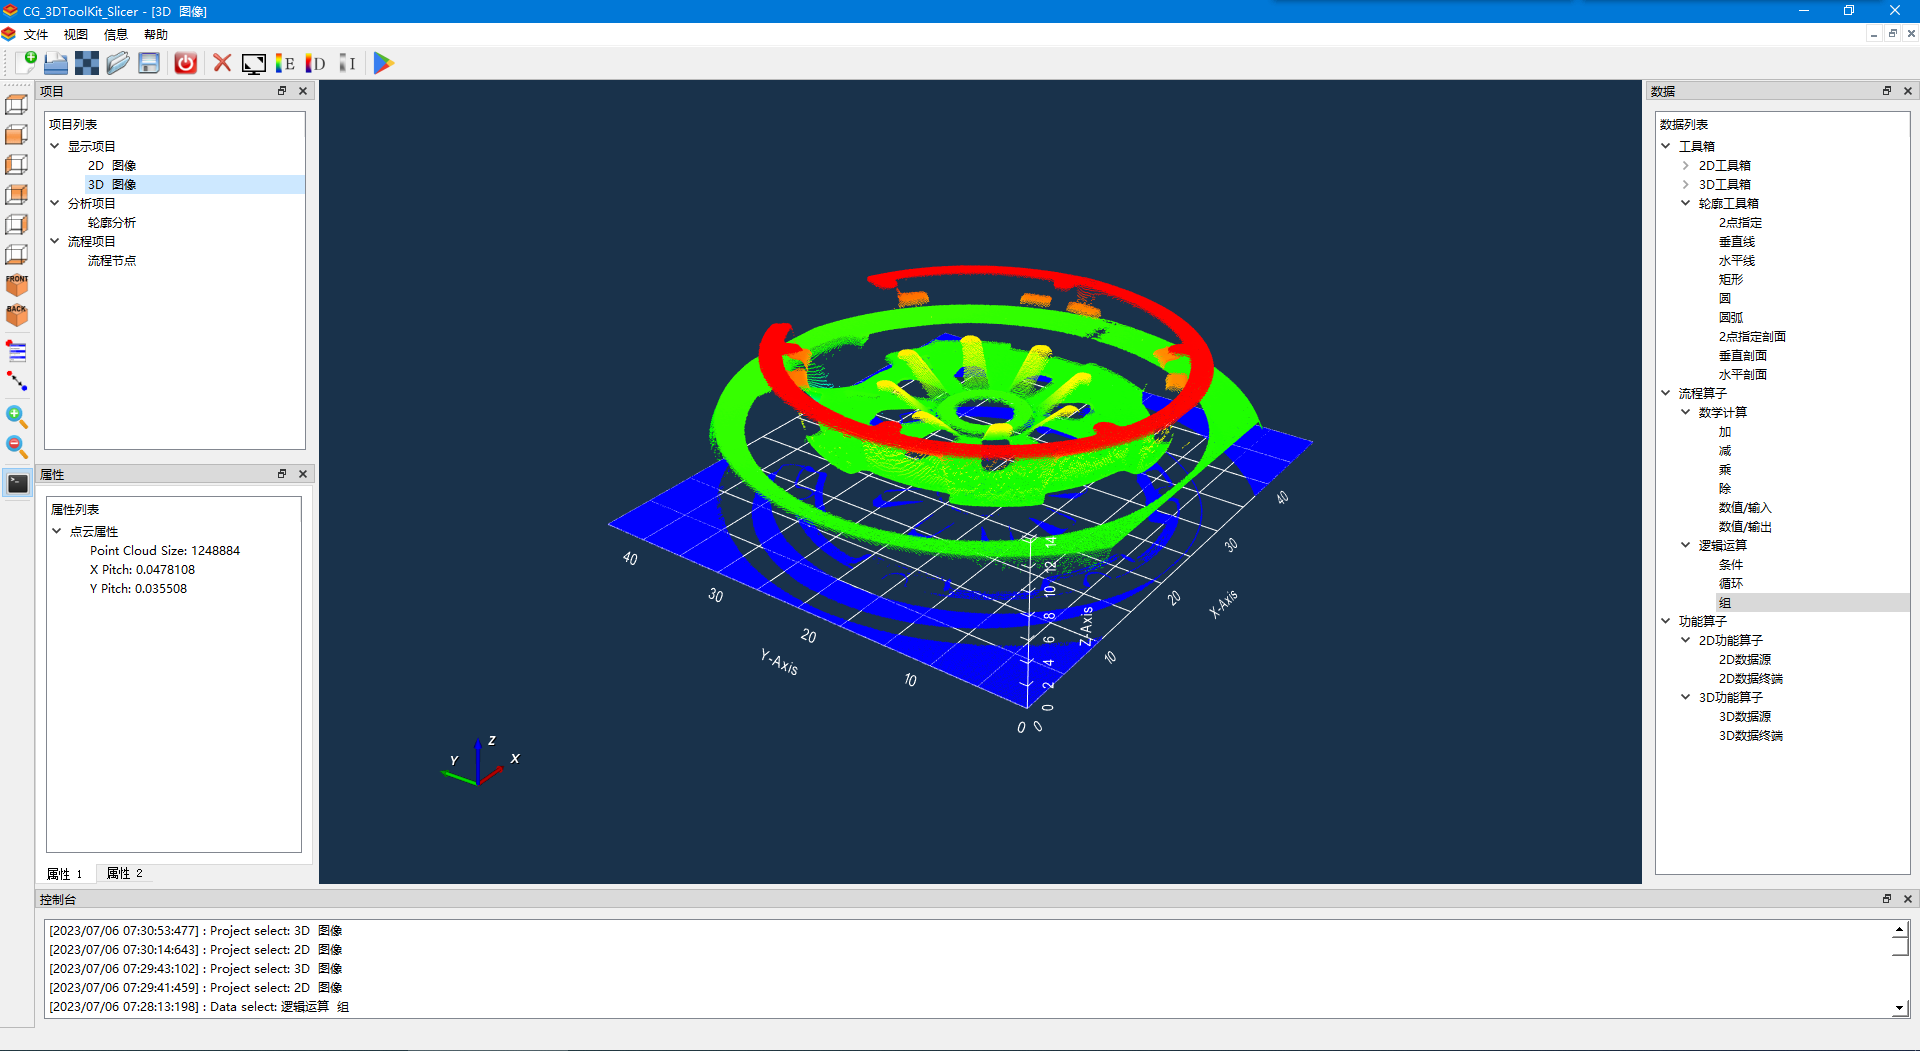 CG_3DToolKit_Slicer - [3D 图像]
文件 视图 信息 帮助
E D I
项目
项目列表
显示项目
2D 图像
3D 图像
分析项目
轮廓分析
流程项目
流程节点
FRONT
BACK
属性
属性列表
点云属性
Point Cloud Size: 1248884
X Pitch: 0.0478108
Y Pitch: 0.035508
属性 1 属性 2
40
30
20
10
0
Y-Axis
0
10
20
30
40
X-Axis
0
2
4
6
8
10
12
14
Z-Axis
Z
Y
X
数据
数据列表
工具箱
2D工具箱
3D工具箱
轮廓工具箱
2点指定
垂直线
水平线
矩形
圆
圆弧
2点指定剖面
垂直剖面
水平剖面
流程算子
数学计算
加
减
乘
除
数值/输入
数值/输出
逻辑运算
条件
循环
组
功能算子
2D功能算子
2D数据源
2D数据终端
3D功能算子
3D数据源
3D数据终端
控制台
[2023/07/06 07:30:53:477] : Project select: 3D 图像
[2023/07/06 07:30:14:643] : Project select: 2D 图像
[2023/07/06 07:29:43:102] : Project select: 3D 图像
[2023/07/06 07:29:41:459] : Project select: 2D 图像
[2023/07/06 07:28:13:198] : Data select: 逻辑运算 组